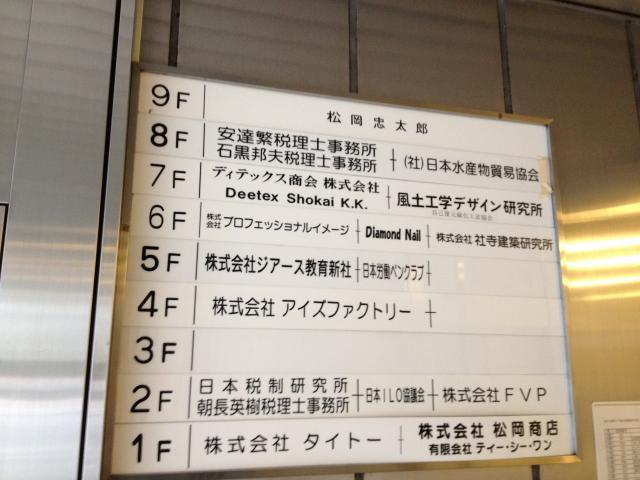 9F 松岡忠太郎
8F 安達繁税理士事務所
石黒邦夫税理士事務所
(社)日本水産物貿易協会
7F ディテックス商会 株式会社
Deetex Shokai K.K.
風土工学デザイン研究所
6F 株式会社 プロフェッショナルイメージ
Diamond Nail
株式会社 社寺建築研究所
5F 株式会社ジアース教育新社
日本労働ペンクラブ
4F 株式会社 アイズファクトリー
3F
2F 日本税制研究所
朝長英樹税理士事務所
日本ILO協議会
株式会社 FVP
1F 株式会社 タイトー
株式会社 松岡商店
有限会社 ティー・シー・ワン